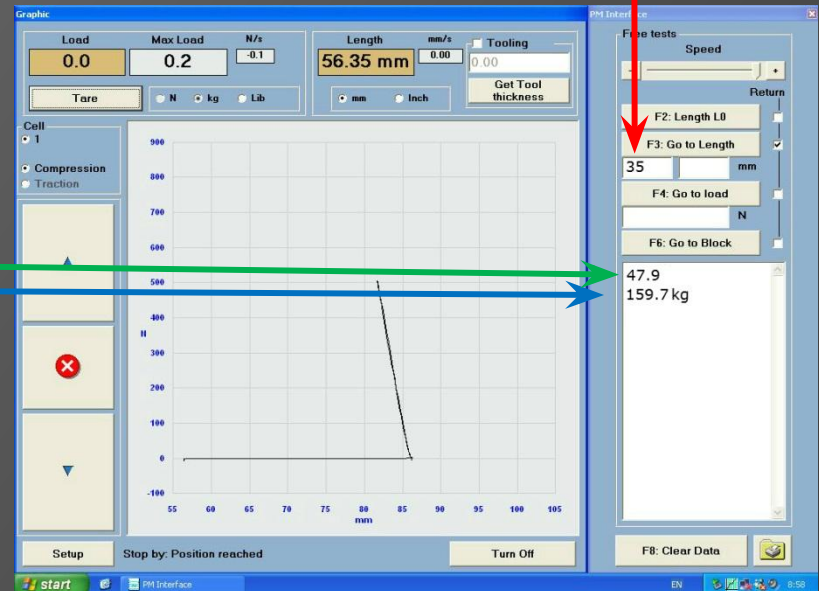 Graphic
Load
0.0
Max Load
0.2
N/s
-0.1
Length
56.35 mm
mm/s
0.00
Tooling
0.00
Get Tool
thickness
Tare
N kg Lib
mm Inch
Cell
1
Compression
Traction
900
800
700
600
500
400
N
300
200
100
0
-100
55 60 65 70 75 80 85 90 95 100 105
mm
Setup
Stop by: Position reached
Turn Off
PM Interface
Free tests
Speed
- +
Return
F2: Length L0
F3: Go to Length
35 mm
F4: Go to load
N
F6: Go to Block
47.9
159.7 kg
F8: Clear Data
start
PM Interface
EN
8:58